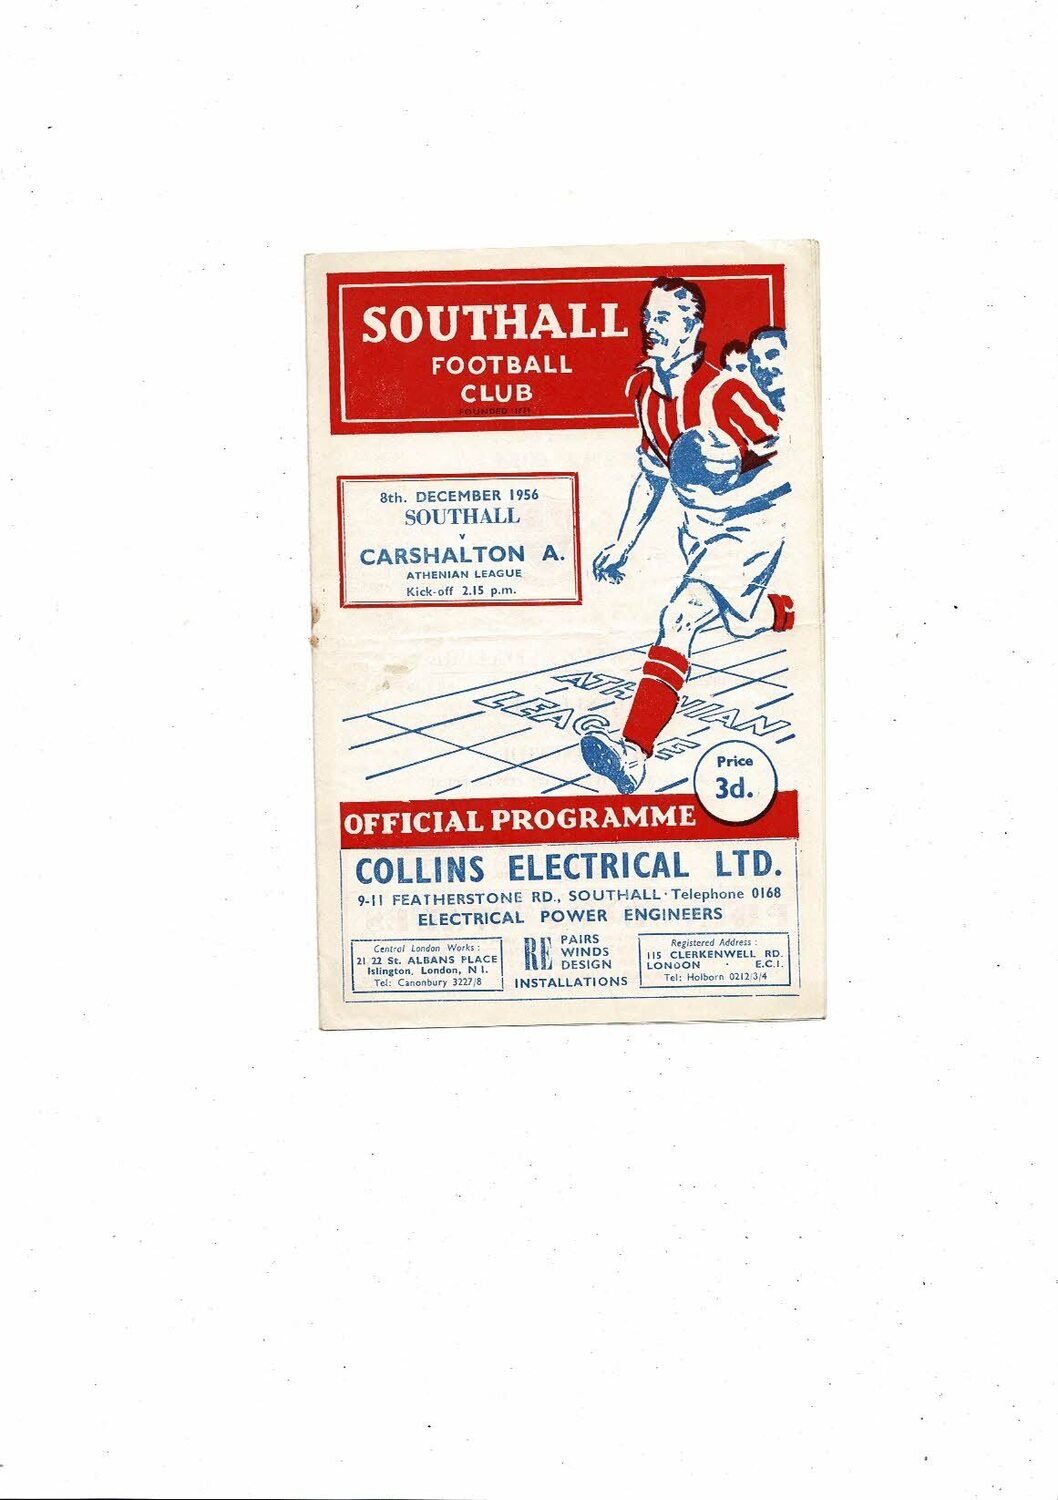 SOUTHALL
FOOTBALL
CLUB
FOUNDED 1871
8th. DECEMBER 1956
SOUTHALL
v
CARSHALTON A.
ATHENIAN LEAGUE
Kick-off 2.15 p.m.
ATHENIAN
LEAGUE
Price
3d.
OFFICIAL PROGRAMME
COLLINS ELECTRICAL LTD.
9-11 FEATHERSTONE RD., SOUTHALL · Telephone 0168
ELECTRICAL POWER ENGINEERS
Central London Works :
21 22 St. ALBANS PLACE
Islington, London, N 1.
Tel: Canonbury 3227/8
RE PAIRS
WINDS
DESIGN
INSTALLATIONS
Registered Address :
115 CLERKENWELL RD.
LONDON · E.C.1.
Tel: Holborn 0212/3/4